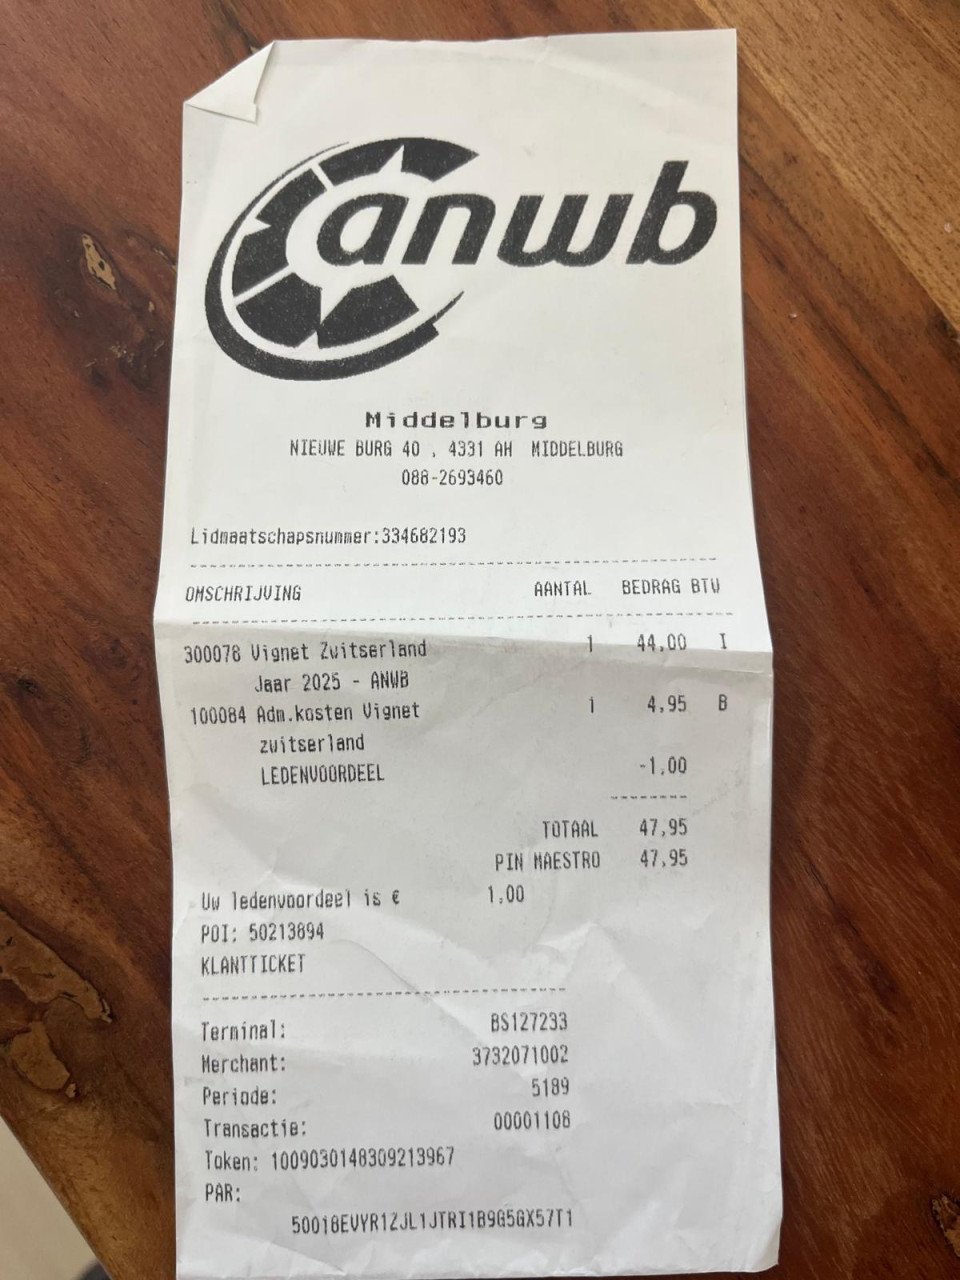 anwb
Middelburg
NIEUWE BURG 40 , 4331 AH MIDDELBURG
088-2693460
Lidmaatschapsnummer:334682193
OMSCHRIJVING AANTAL BEDRAG BTW
300078 Vignet Zwitserland 1 44,00 I
Jaar 2025 - ANWB
100084 Adm.kosten Vignet 1 4,95 B
zwitserland
LEDENVOORDEEL -1,00
TOTAAL 47,95
PIN MAESTRO 47,95
Uw ledenvoordeel is € 1,00
POI: 50213894
KLANTTICKET
Terminal: BS127233
Merchant: 3732071002
Periode: 5189
Transactie: 00001108
Token: 1009030148309213967
PAR:
50018EVYR1ZJL1JTRI1B9G5GX57T1